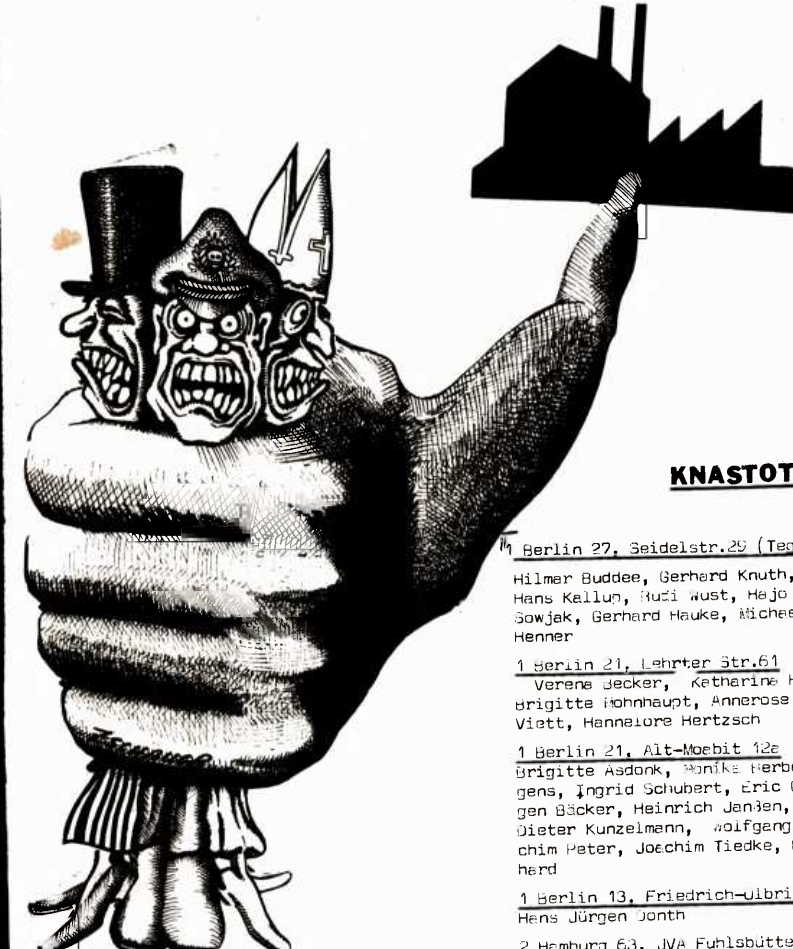 KNASTOT
1 Berlin 27, Seidelstr.29 (Teg
Hilmar Buddee, Gerhard Knuth,
Hans Kallup, Rudi Wust, Hajo
Sowjak, Gerhard Hauke, Michae
Henner
1 Berlin 21, Lehrter Str.61
Verena Becker, Katharina H
Brigitte Mohnhaupt, Annerose
Viett, Hannelore Hertzsch
1 Berlin 21, Alt-Moabit 12a
Brigitte Asdonk, Monika Berb
gens, Ingrid Schubert, Eric
gen Bäcker, Heinrich Janßen,
Dieter Kunzelmann, Wolfgang
chim Peter, Joachim Tiedke,
hard
1 Berlin 13, Friedrich-Olbri
Hans Jürgen Donth
2 Hamburg 63, JVA Fuhlsbütte